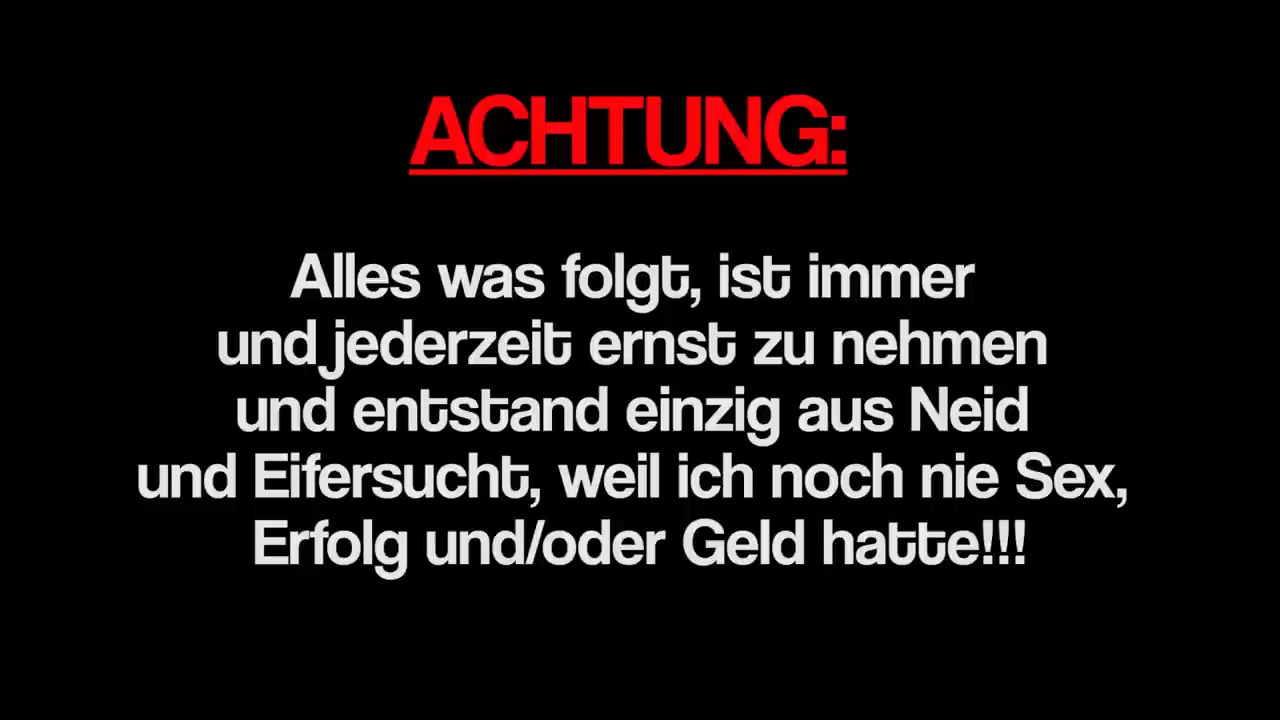 ACHTUNG:
Alles was folgt, ist immer
und jederzeit ernst zu nehmen
und entstand einzig aus Neid
und Eifersucht, weil ich noch nie Sex,
Erfolg und/oder Geld hatte!!!